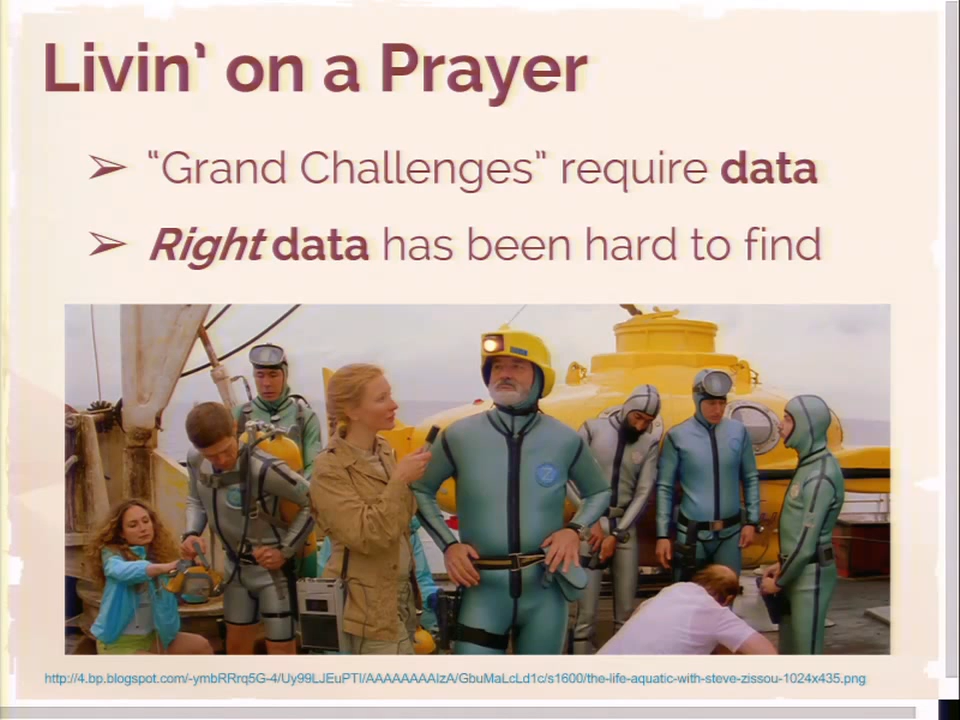 Livin' on a Prayer
➢ “Grand Challenges” require data
➢ Right data has been hard to find
Z
http://4.bp.blogspot.com/-ymbRRrq5G-4/Uy99LJEuPTI/AAAAAAAAIzA/GbuMaLcLd1c/s1600/the-life-aquatic-with-steve-zissou-1024x435.png